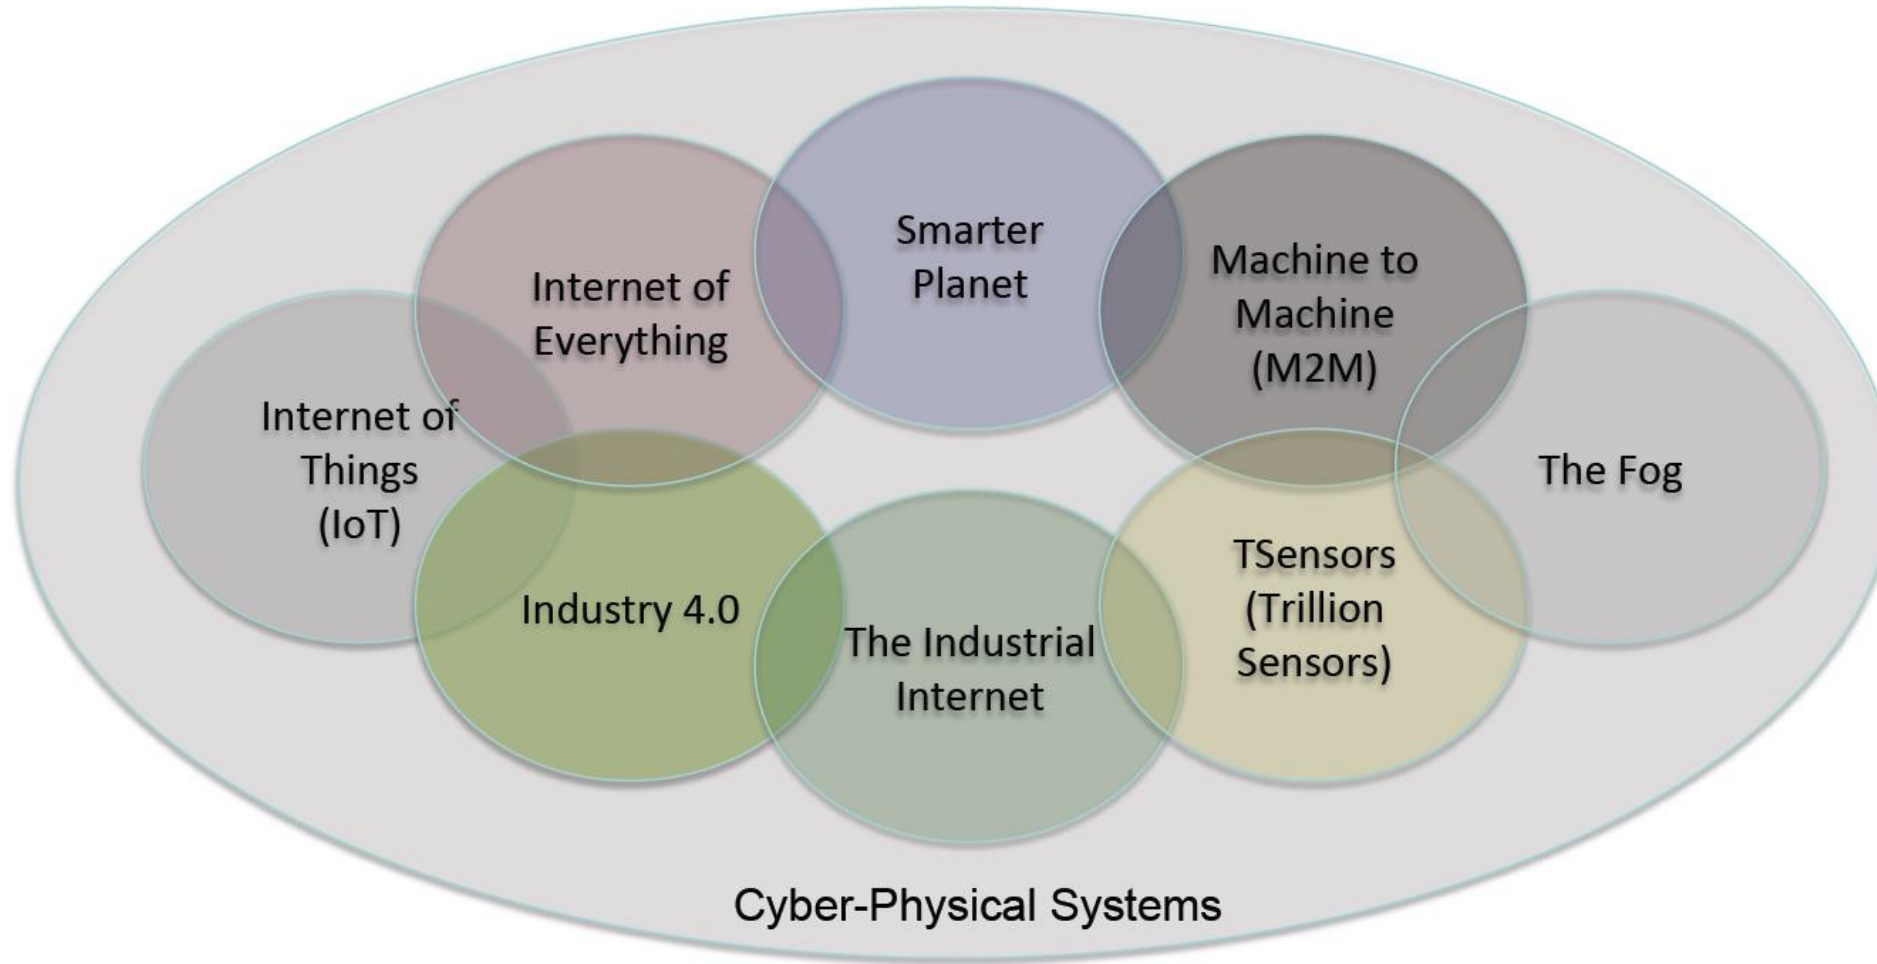 Smarter
Planet
Internet of
Everything
Machine to
Machine
(M2M)
Internet of
Things
(IoT)
The Fog
Industry 4.0
The Industrial
Internet
TSensors
(Trillion
Sensors)
Cyber-Physical Systems